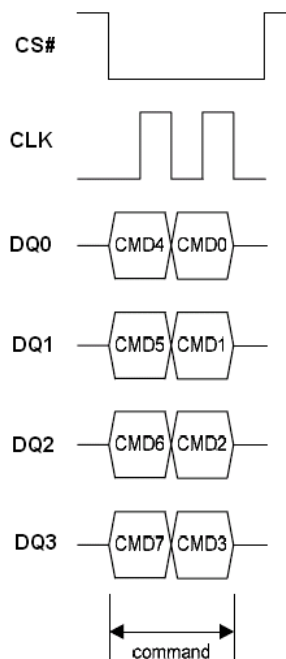 CS#
CLK
DQ0 CMD4 CMD0
DQ1 CMD5 CMD1
DQ2 CMD6 CMD2
DQ3 CMD7 CMD3
command